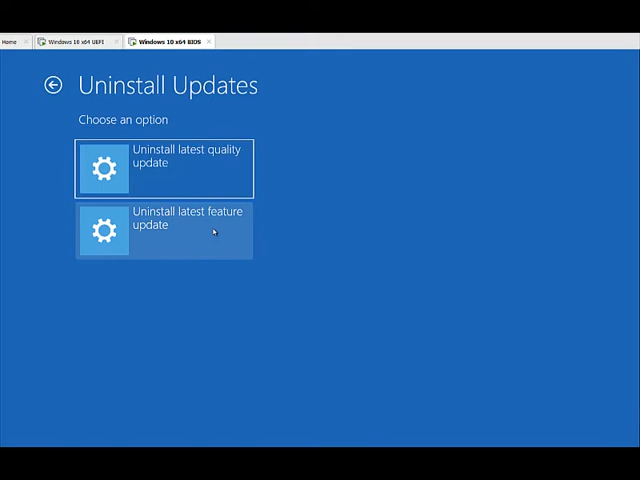 Home
Windows 10 x64 UEFI
Windows 10 x64 BIOS
Uninstall Updates
Choose an option
Uninstall latest quality
update
Uninstall latest feature
update